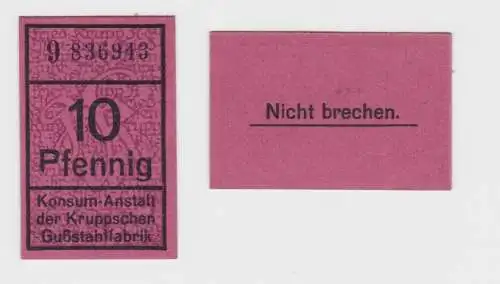 9 836943
10
Pfennig
Konsum-Anstalt
der Kruppschen
Gußstahlfabrik
Nicht brechen.